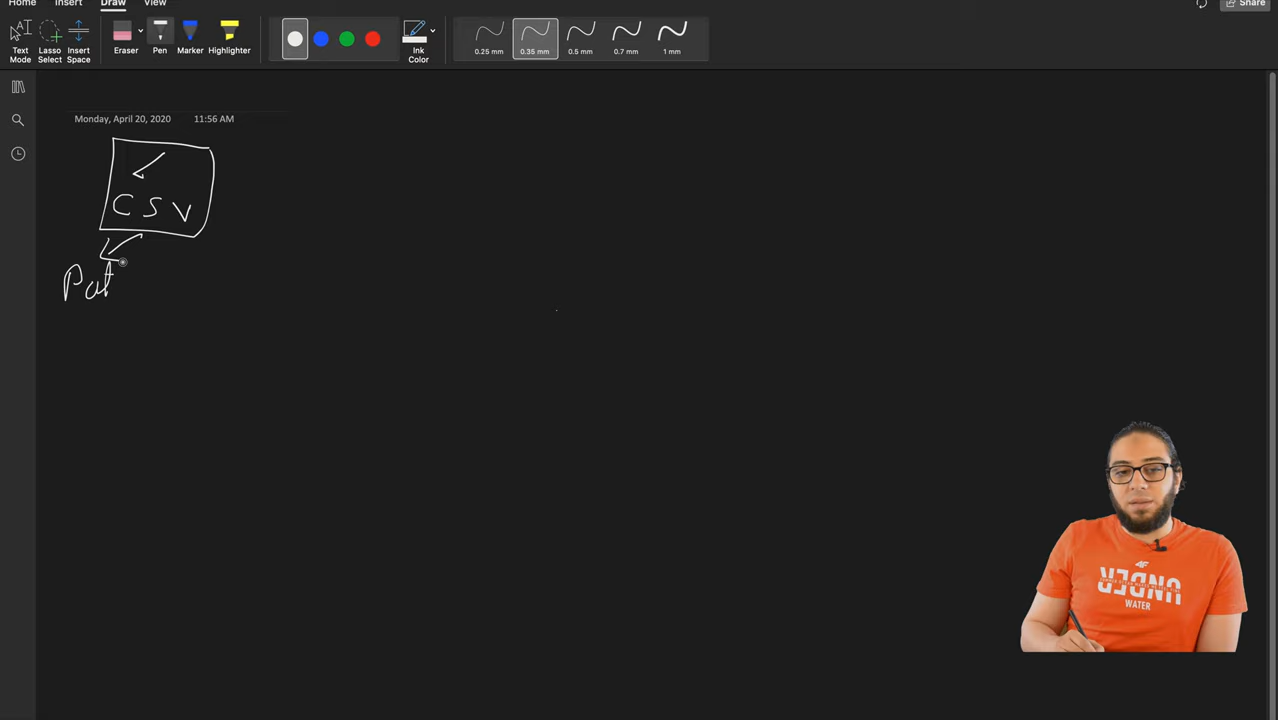 Home Insert Draw View Share
Text Mode Lasso Select Insert Space Eraser Pen Marker Highlighter Ink Color 0.25 mm 0.35 mm 0.5 mm 0.7 mm 1 mm
Monday, April 20, 2020 11:56 AM
CSV
Pat
UNDER
WATER